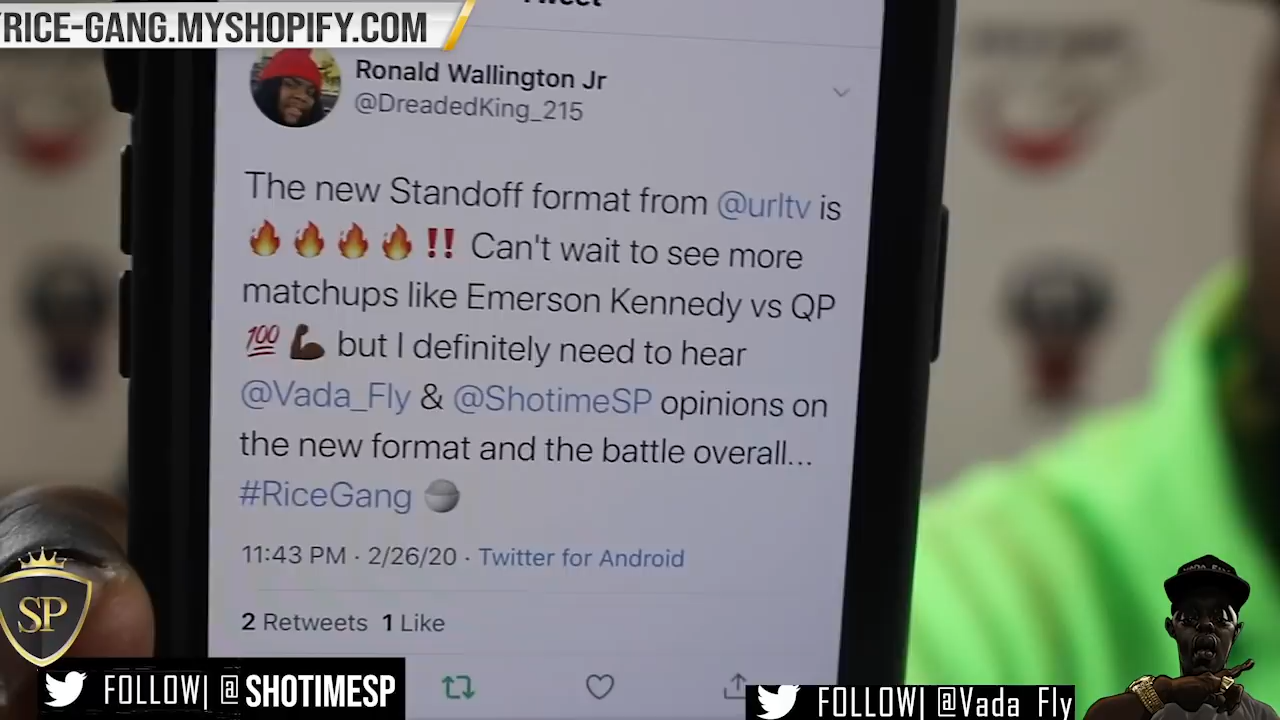 Tweet
RICE-GANG.MYSHOPIFY.COM
Ronald Wallington Jr
@DreadedKing_215
The new Standoff format from @urltv is
🔥🔥🔥🔥‼️ Can't wait to see more
matchups like Emerson Kennedy vs QP
💯💪🏿 but I definitely need to hear
@Vada_Fly & @ShotimeSP opinions on
the new format and the battle overall...
#RiceGang 🍚
11:43 PM · 2/26/20 · Twitter for Android
2 Retweets 1 Like
SP
FOLLOW| @SHOTIMESP
FOLLOW| @Vada_Fly
VADA FLY